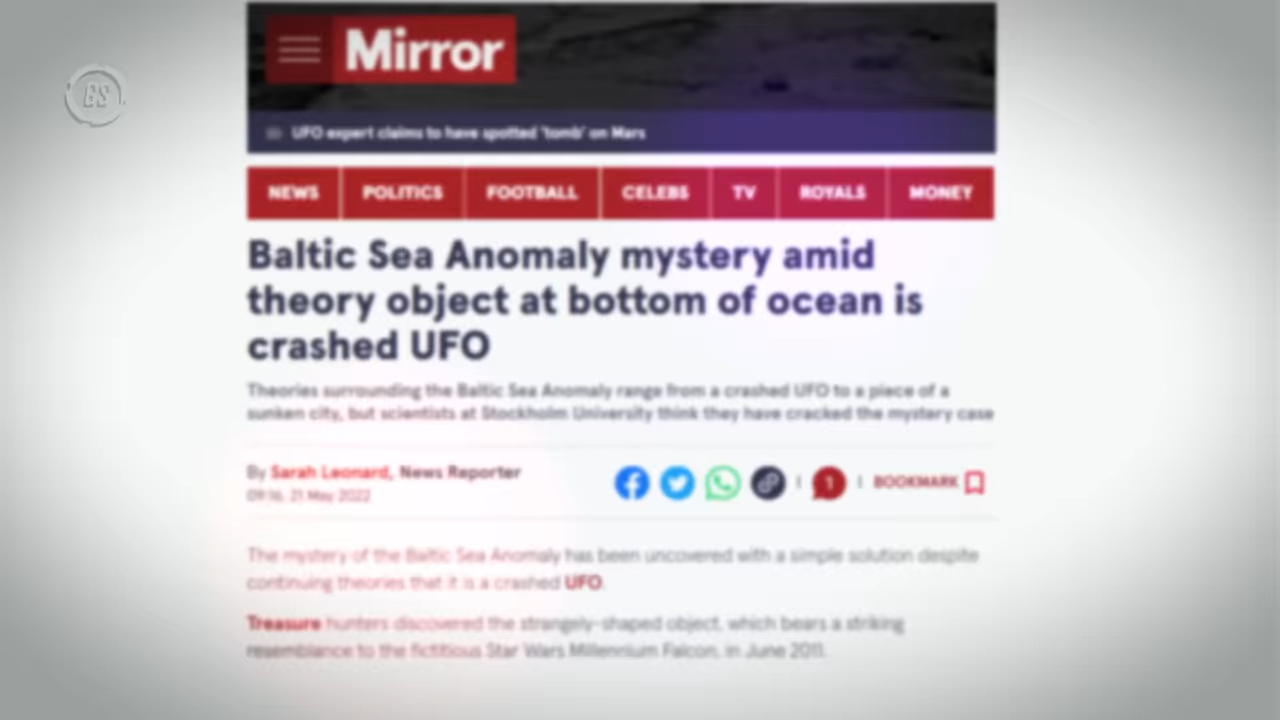 Mirror
GS
UFO expert claims to have spotted 'tomb' on Mars
NEWS POLITICS FOOTBALL CELEBS TV ROYALS MONEY
Baltic Sea Anomaly mystery amid
theory object at bottom of ocean is
crashed UFO
Theories surrounding the Baltic Sea Anomaly range from a crashed UFO to a piece of a
sunken city, but scientists at Stockholm University think they have cracked the mystery case
By Sarah Leonard, News Reporter
1 BOOKMARK
09:16, 21 May 2022
The mystery of the Baltic Sea Anomaly has been uncovered with a simple solution despite
continuing theories that it is a crashed UFO.
Treasure hunters discovered the strangely-shaped object, which bears a striking
resemblance to the fictitious Star Wars Millennium Falcon, in June 2011.